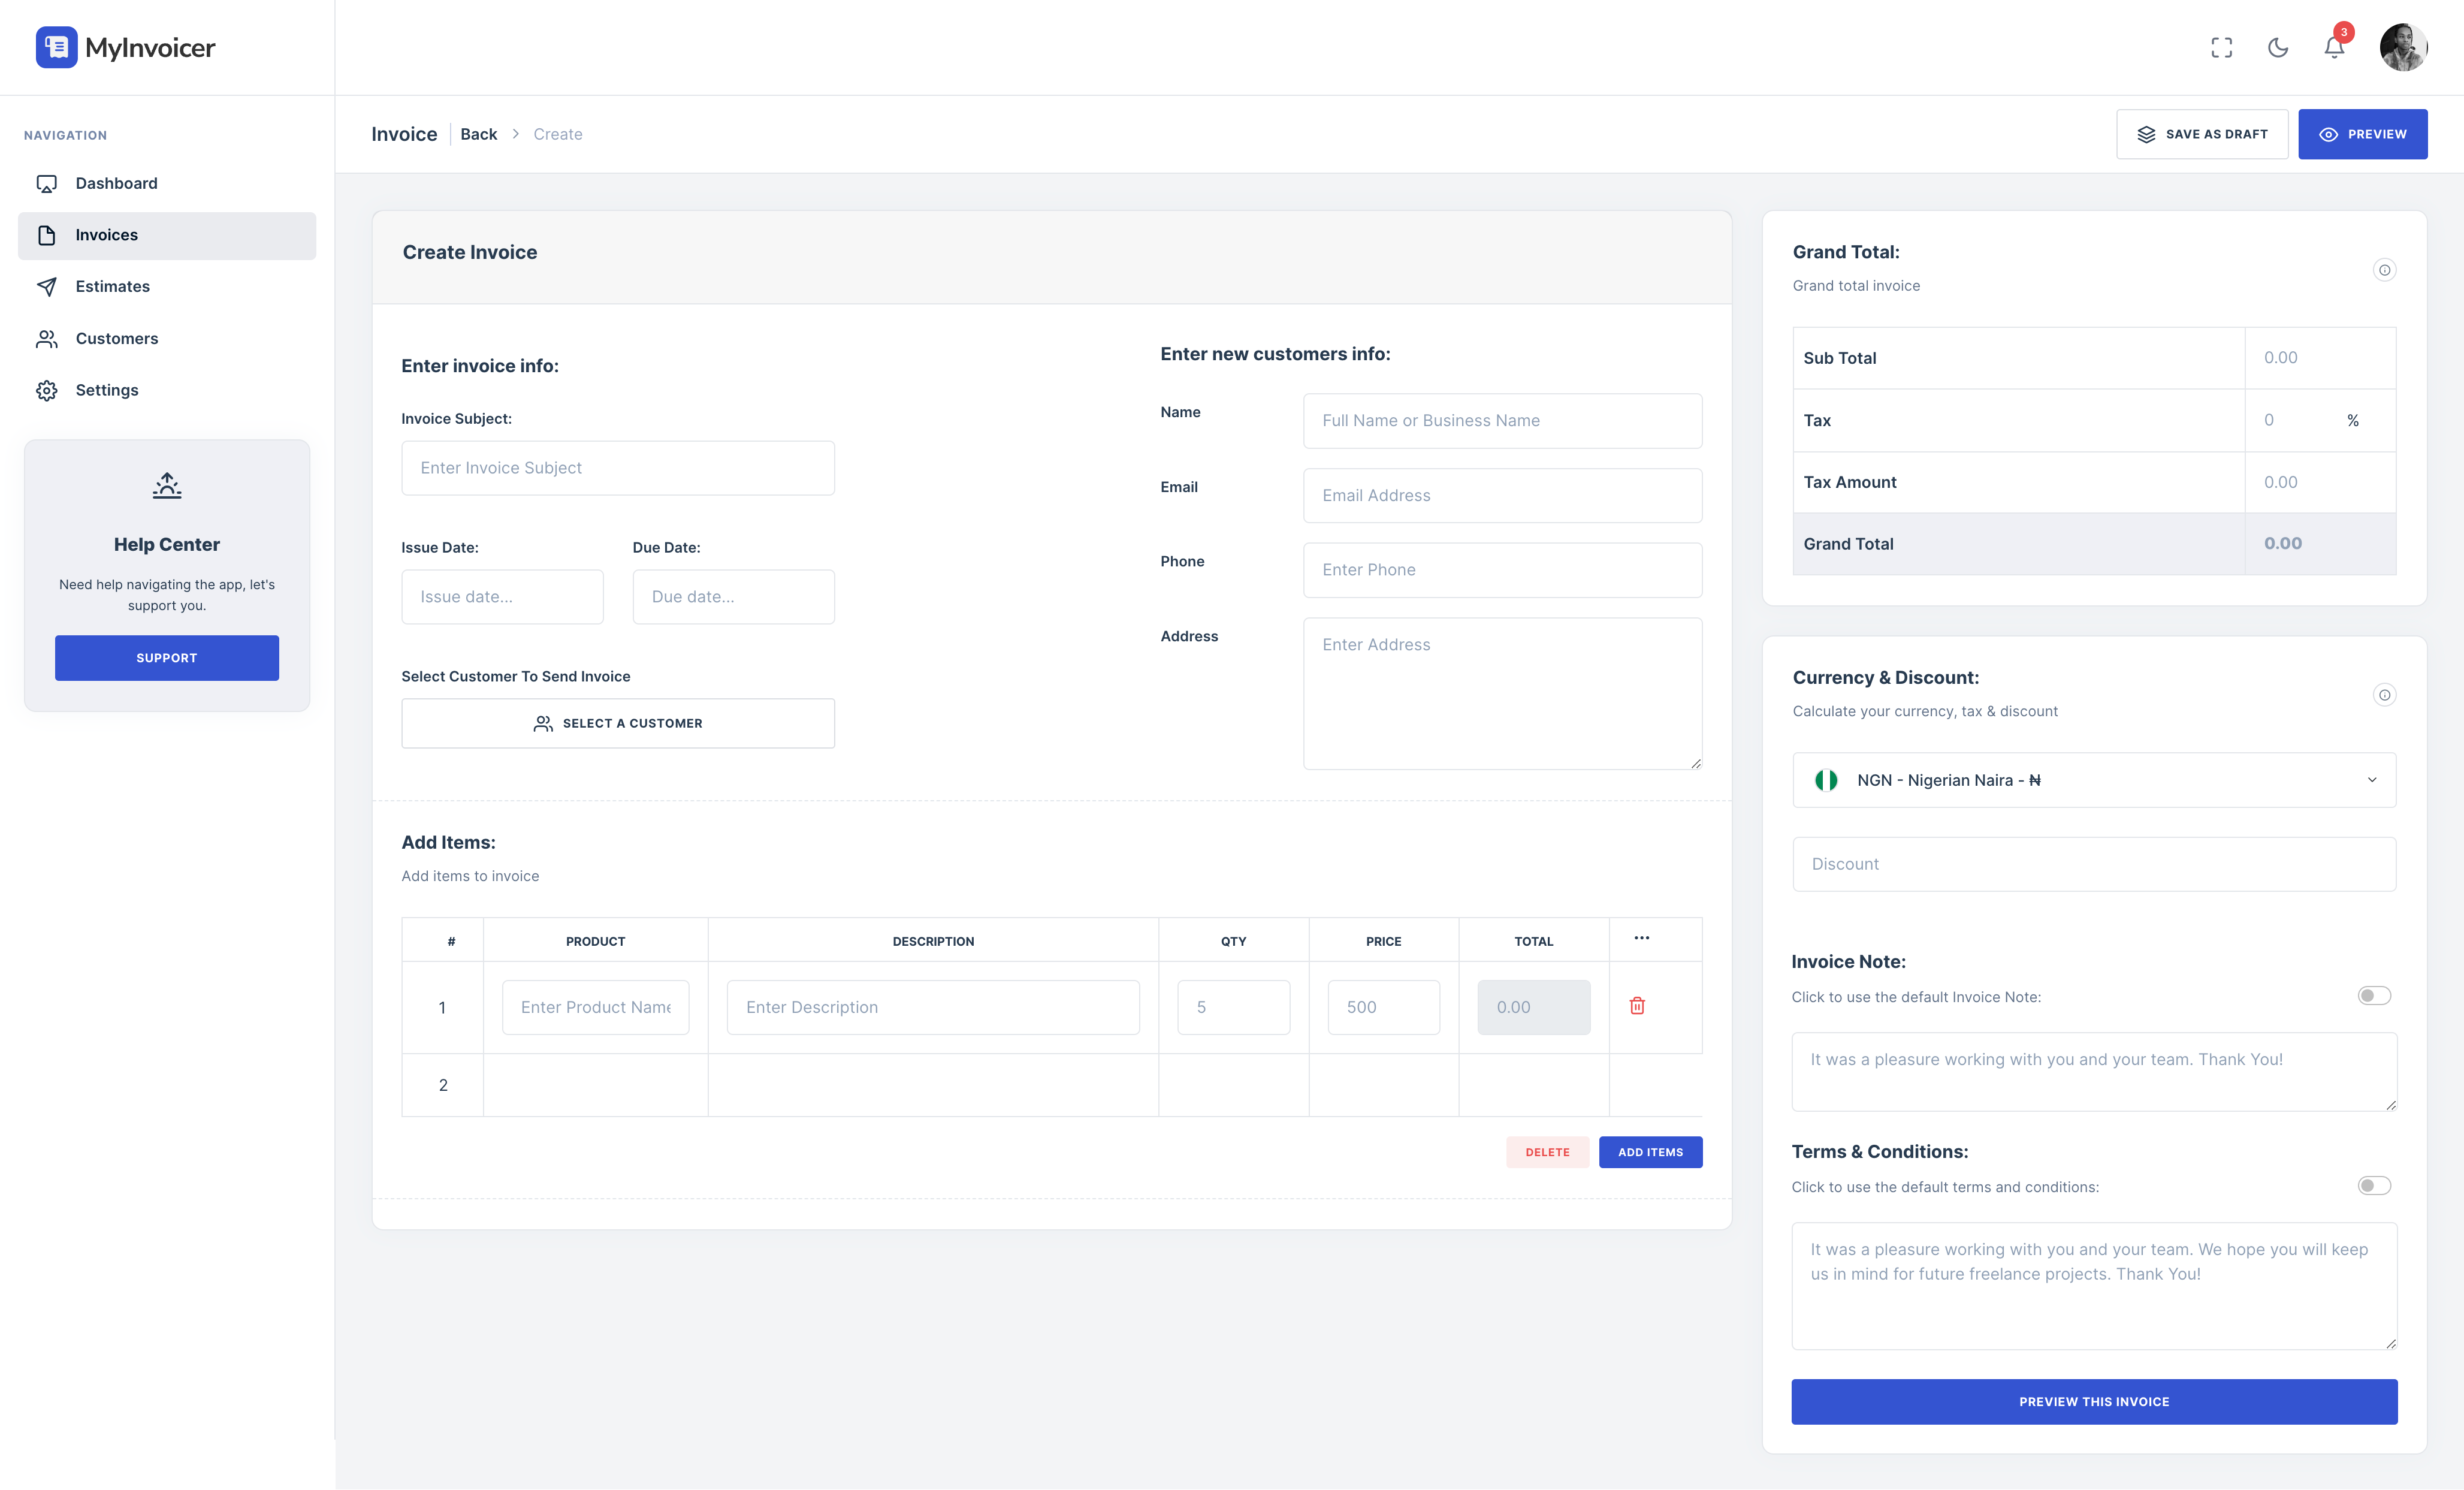 MyInvoicer
3
NAVIGATION
Dashboard
Invoices
Estimates
Customers
Settings
Help Center
Need help navigating the app, let's
support you.
SUPPORT
Invoice
Back
Create
SAVE AS DRAFT
PREVIEW
Create Invoice
Enter invoice info:
Invoice Subject:
Enter Invoice Subject
Issue Date:
Due Date:
Issue date...
Due date...
Select Customer To Send Invoice
SELECT A CUSTOMER
Enter new customers info:
Name
Full Name or Business Name
Email
Email Address
Phone
Enter Phone
Address
Enter Address
Add Items:
Add items to invoice
# PRODUCT DESCRIPTION QTY PRICE TOTAL ...
1 Enter Product Name Enter Description 5 500 0.00
2
DELETE
ADD ITEMS
Grand Total:
Grand total invoice
Sub Total 0.00
Tax 0 %
Tax Amount 0.00
Grand Total 0.00
Currency & Discount:
Calculate your currency, tax & discount
NGN - Nigerian Naira - ₦
Discount
Invoice Note:
Click to use the default Invoice Note:
It was a pleasure working with you and your team. Thank You!
Terms & Conditions:
Click to use the default terms and conditions:
It was a pleasure working with you and your team. We hope you will keep
us in mind for future freelance projects. Thank You!
PREVIEW THIS INVOICE